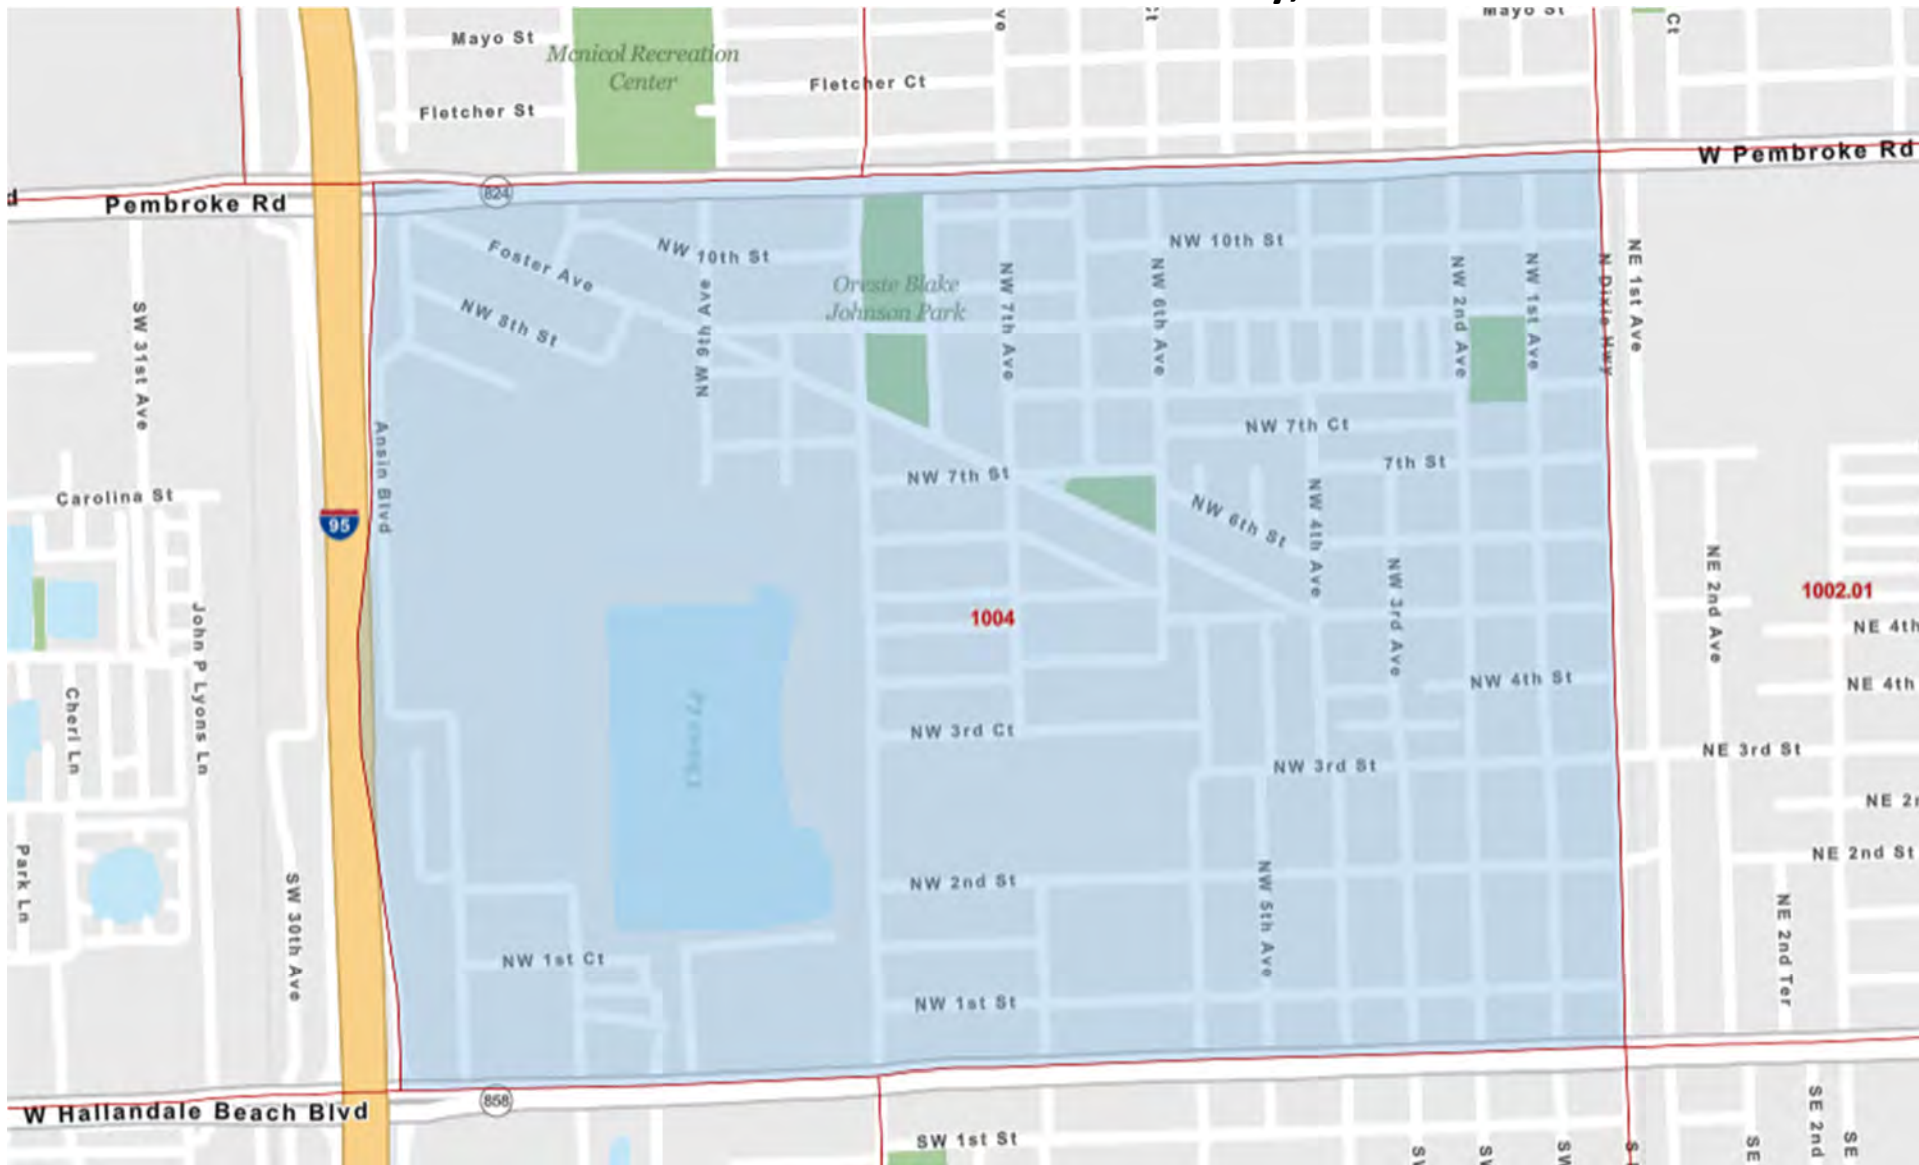 Mayo St
Mayo St
Ct
Mcnicol Recreation
Center
Fletcher Ct
Fletcher St
W Pembroke Rd
Pembroke Rd
824
Foster Ave
NW 10th St
NW 10th St
NE 1st Ave
N Dixie Hwy
NW 1st Ave
NW 2nd Ave
NW 6th Ave
NW 7th Ave
Oreste Blake
Johnson Park
NW 9th Ave
NW 8th St
SW 31st Ave
Ansin Blvd
NW 7th Ct
7th St
NW 7th St
NW 6th St
NW 4th Ave
Carolina St
95
NE 2nd Ave
NW 3rd Ave
1002.01
John P Lyons Ln
1004
NE 4th
NW 4th St
NE 4th
Cheri Ln
NW 3rd Ct
NE 3rd St
NW 3rd St
NE 2nd St
Park Ln
SW 30th Ave
NW 2nd St
NW 5th Ave
NE 2nd Ter
NW 1st Ct
NW 1st St
W Hallandale Beach Blvd
858
SE 2nd
SW 1st St
SE
SE